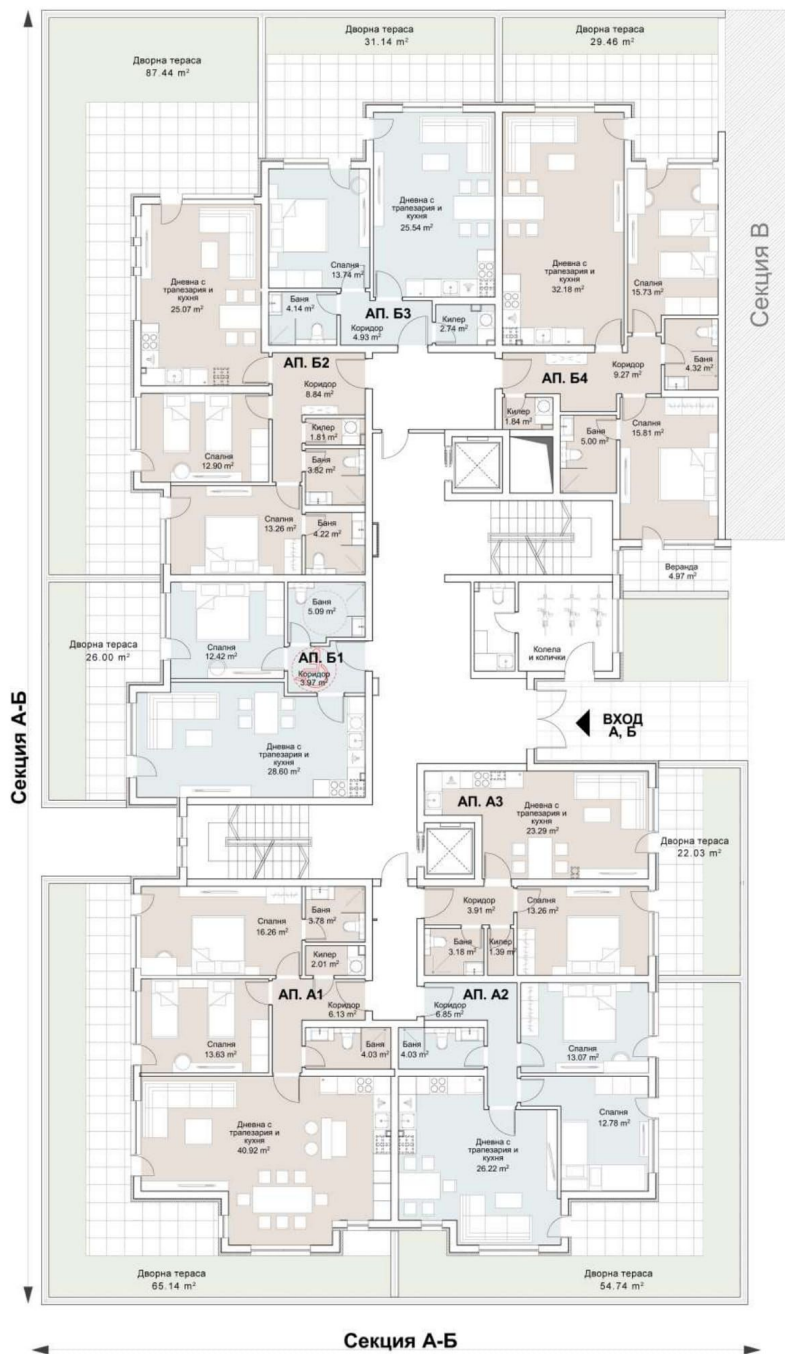 Дворна тераса
87.44 m²
Дворна тераса
31.14 m²
Дворна тераса
29.46 m²
Секция В
Дневна с
трапезария и
кухня
25.07 m²
Спалня
13.74 m²
Дневна с
трапезария и
кухня
25.54 m²
Дневна с
трапезария и
кухня
32.18 m²
Спалня
15.73 m²
Баня
4.14 m²
АП. Б3
Коридор
4.93 m²
Килер
2.74 m²
АП. Б2
Коридор
8.84 m²
АП. Б4
Коридор
9.27 m²
Баня
4.32 m²
Килер
1.84 m²
Спалня
12.90 m²
Килер
1.81 m²
Баня
3.82 m²
Баня
5.00 m²
Спалня
15.81 m²
Спалня
13.26 m²
Баня
4.22 m²
Веранда
4.97 m²
Дворна тераса
26.00 m²
Спалня
12.42 m²
Баня
5.09 m²
АП. Б1
Коридор
3.97 m²
Колела
и колички
Дневна с
трапезария и
кухня
28.60 m²
ВХОД
А, Б
Секция А-Б
АП. А3
Дневна с
трапезария и
кухня
23.29 m²
Дворна тераса
22.03 m²
Спалня
16.26 m²
Баня
3.78 m²
Килер
2.01 m²
Коридор
3.91 m²
Спалня
13.26 m²
Баня
3.18 m²
Килер
1.39 m²
АП. А1
Коридор
6.13 m²
АП. А2
Коридор
6.85 m²
Спалня
13.63 m²
Баня
4.03 m²
Баня
4.03 m²
Спалня
13.07 m²
Дневна с
трапезария и
кухня
40.92 m²
Дневна с
трапезария и
кухня
26.22 m²
Спалня
12.78 m²
Дворна тераса
65.14 m²
Дворна тераса
54.74 m²
Секция А-Б